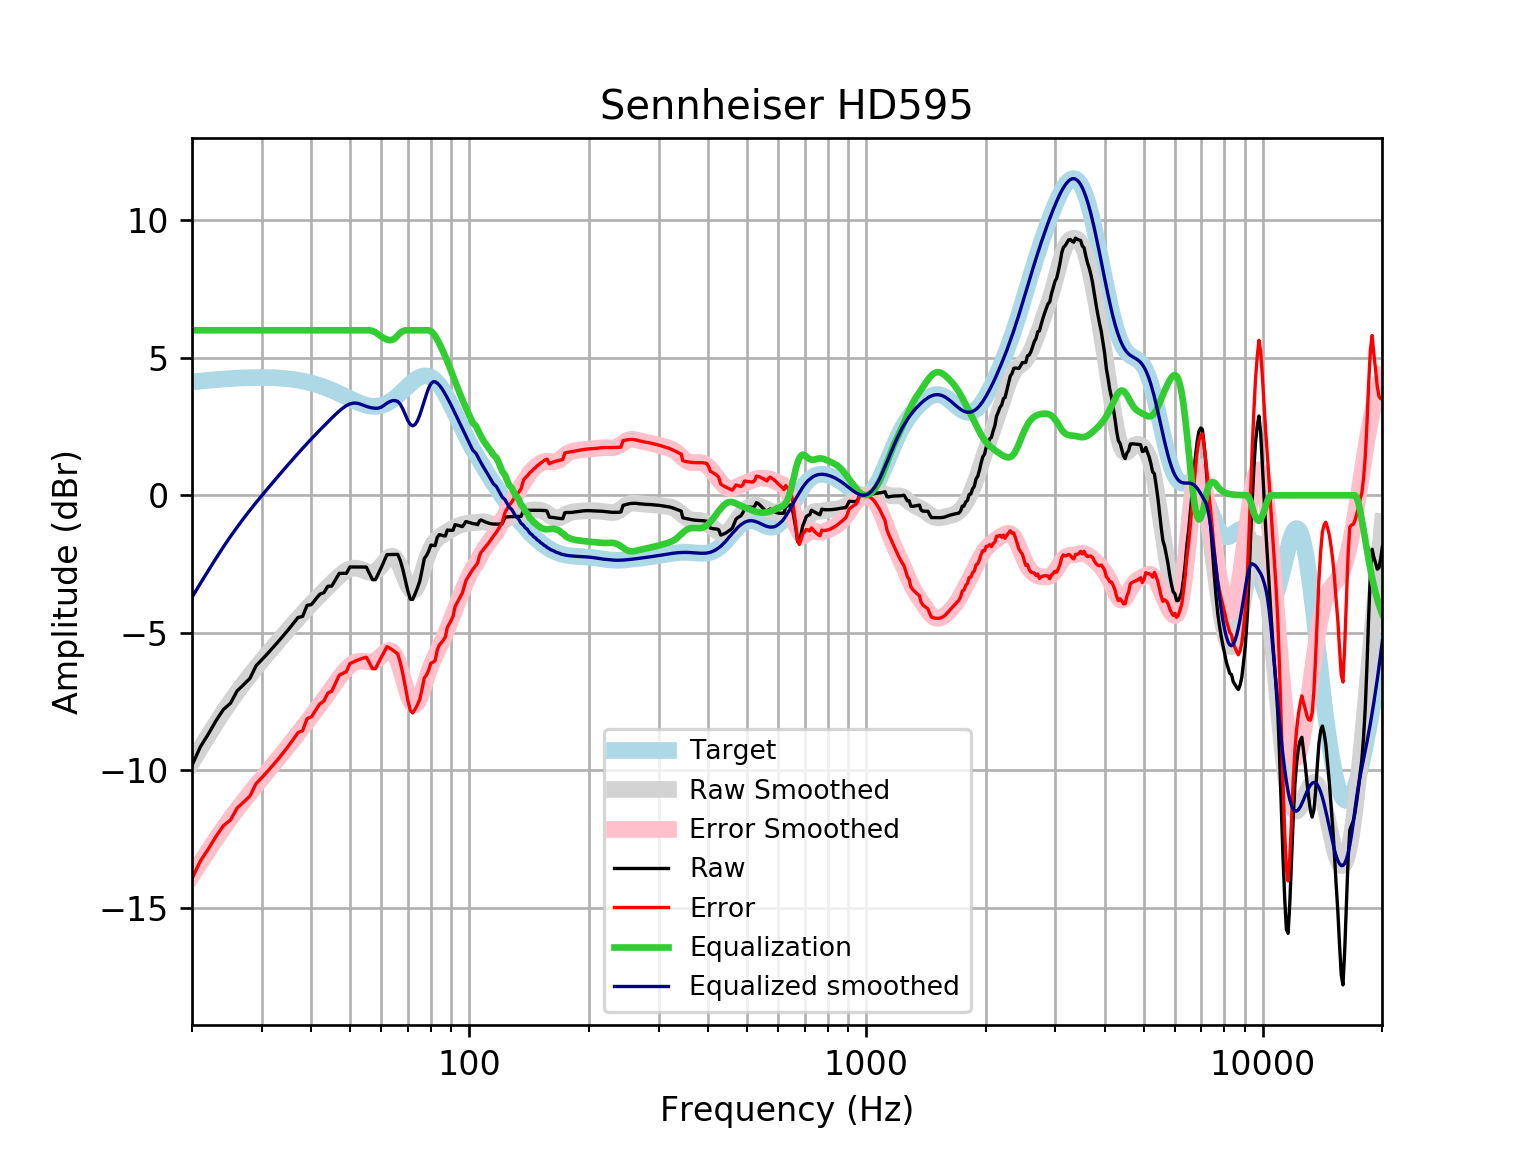 Sennheiser HD595
Amplitude (dBr)
10
5
0
−5
−10
−15
Target
Raw Smoothed
Error Smoothed
Raw
Error
Equalization
Equalized smoothed
100
1000
10000
Frequency (Hz)